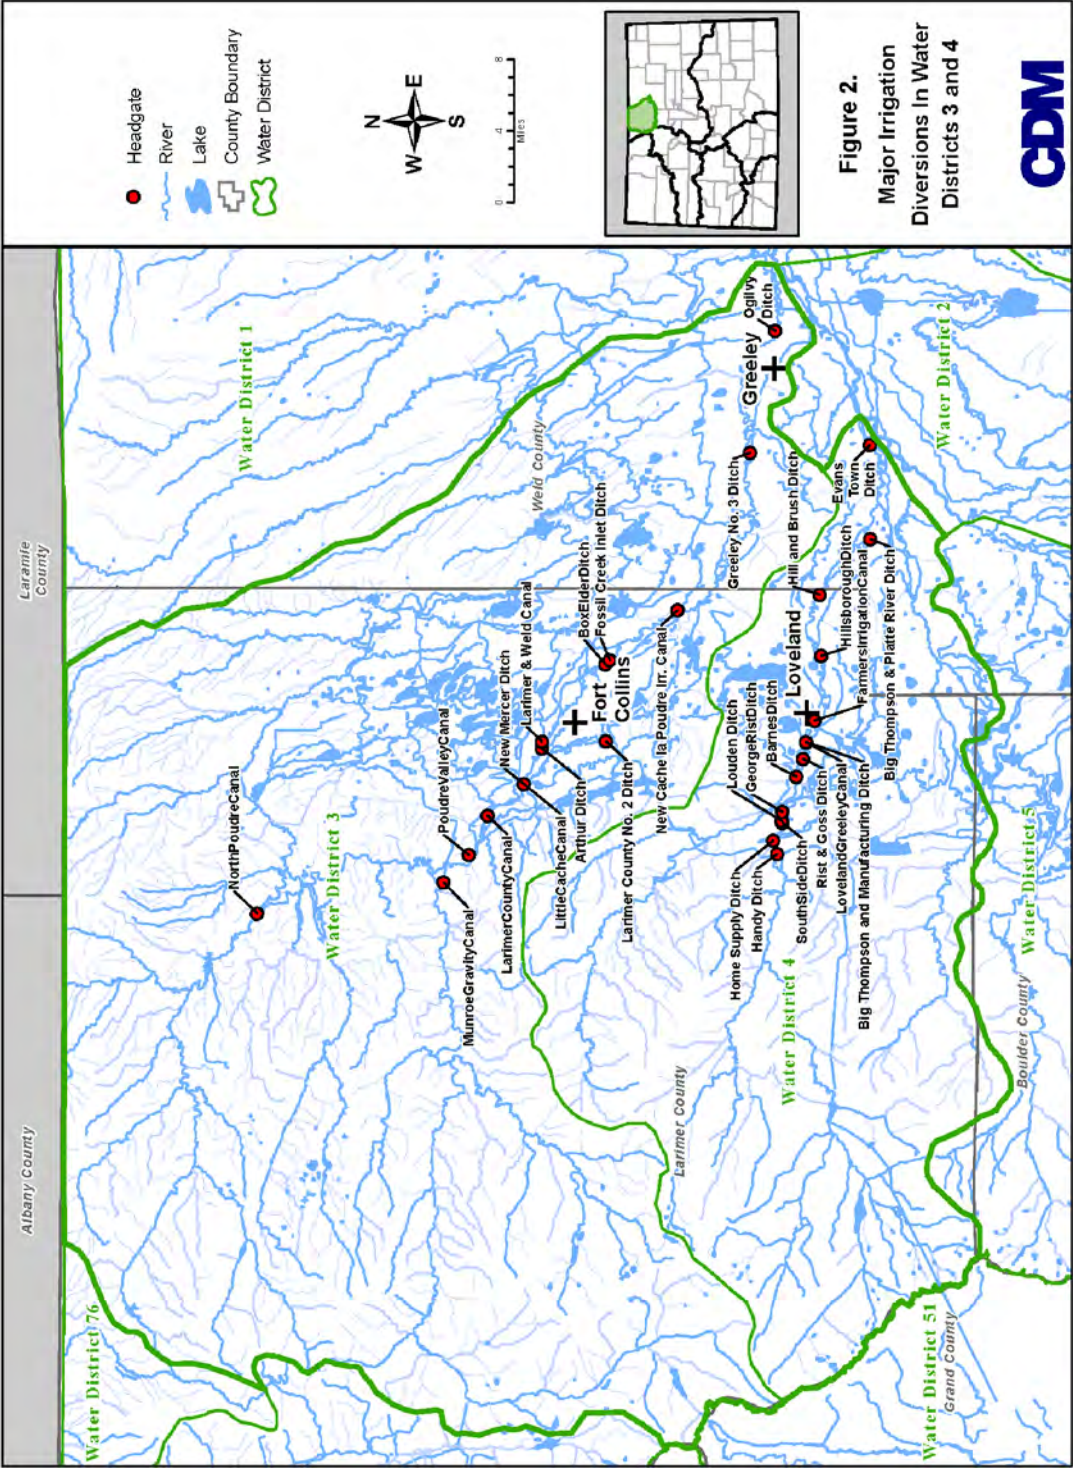 Laramie
County
Albany County
Water District 76
Water District 1
Water District 3
Weld County
NorthPoudreCanal
PoudreValleyCanal
MunroeGravityCanal
LarimerCountyCanal
New Mercer Ditch
Larimer & Weld Canal
LittleCacheCanal
Arthur Ditch
BoxElderDitch
Fossil Creek Inlet Ditch
Fort
Collins
Larimer County No. 2 Ditch
New Cache la Poudre Irr. Canal
Greeley No. 3 Ditch
Greeley
Ogilvy
Ditch
Larimer County
Water District 4
Home Supply Ditch
Handy Ditch
Louden Ditch
GeorgeRistDitch
BarnesDitch
Loveland
Hill and Brush Ditch
SouthSideDitch
Rist & Goss Ditch
LovelandGreeleyCanal
Big Thompson and Manufacturing Ditch
HillsboroughDitch
FarmersIrrigationCanal
Big Thompson & Platte River Ditch
Evans
Town
Ditch
Water District 2
Water District 5
Boulder County
Water District 51
Grand County
Headgate
River
Lake
County Boundary
Water District
N
W
E
S
0
4
8
Miles
Figure 2.
Major Irrigation
Diversions In Water
Districts 3 and 4
CDM